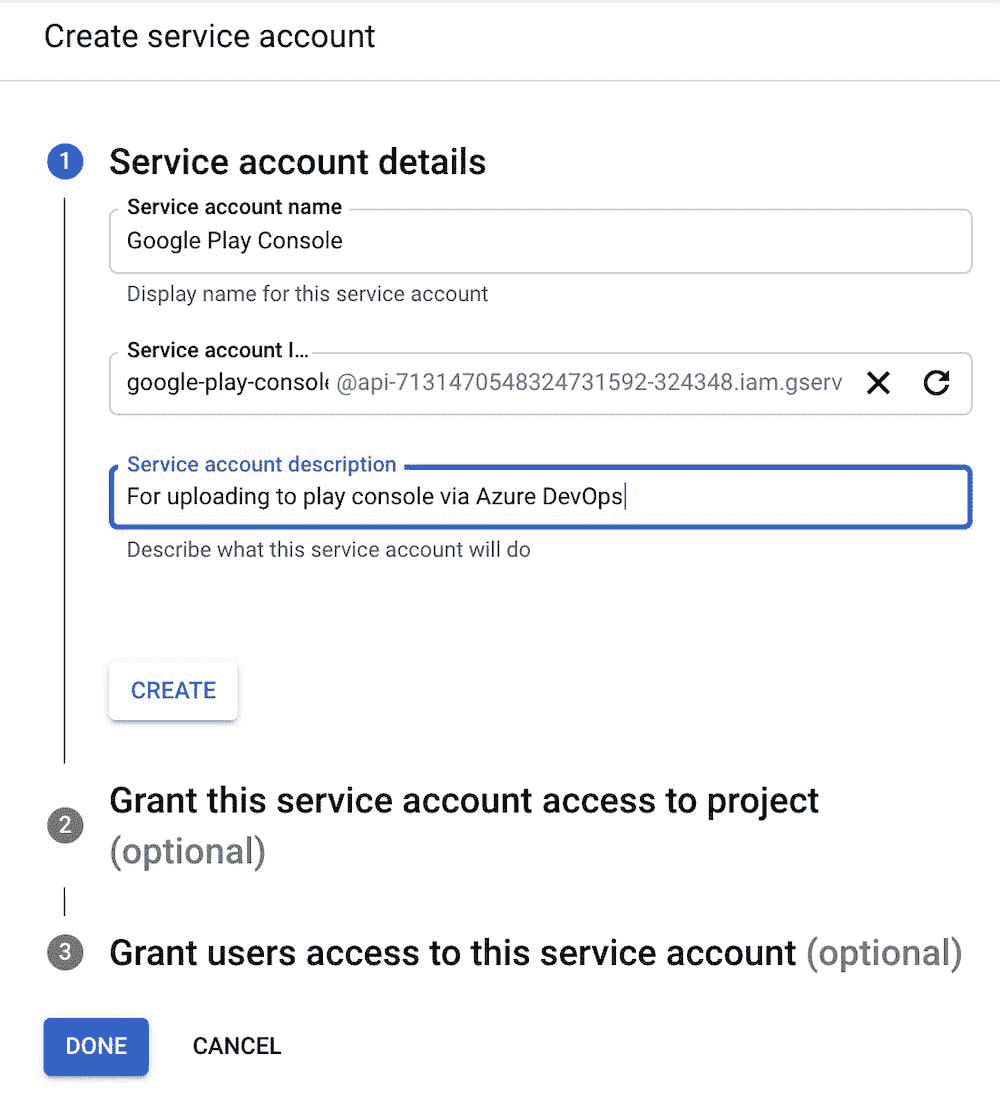 Create service account
1
Service account details
Service account name
Google Play Console
Display name for this service account
Service account I...
google-play-console @api-7131470548324731592-324348.iam.gserv
Service account description
For uploading to play console via Azure DevOps
Describe what this service account will do
CREATE
2
Grant this service account access to project
(optional)
3
Grant users access to this service account (optional)
DONE
CANCEL